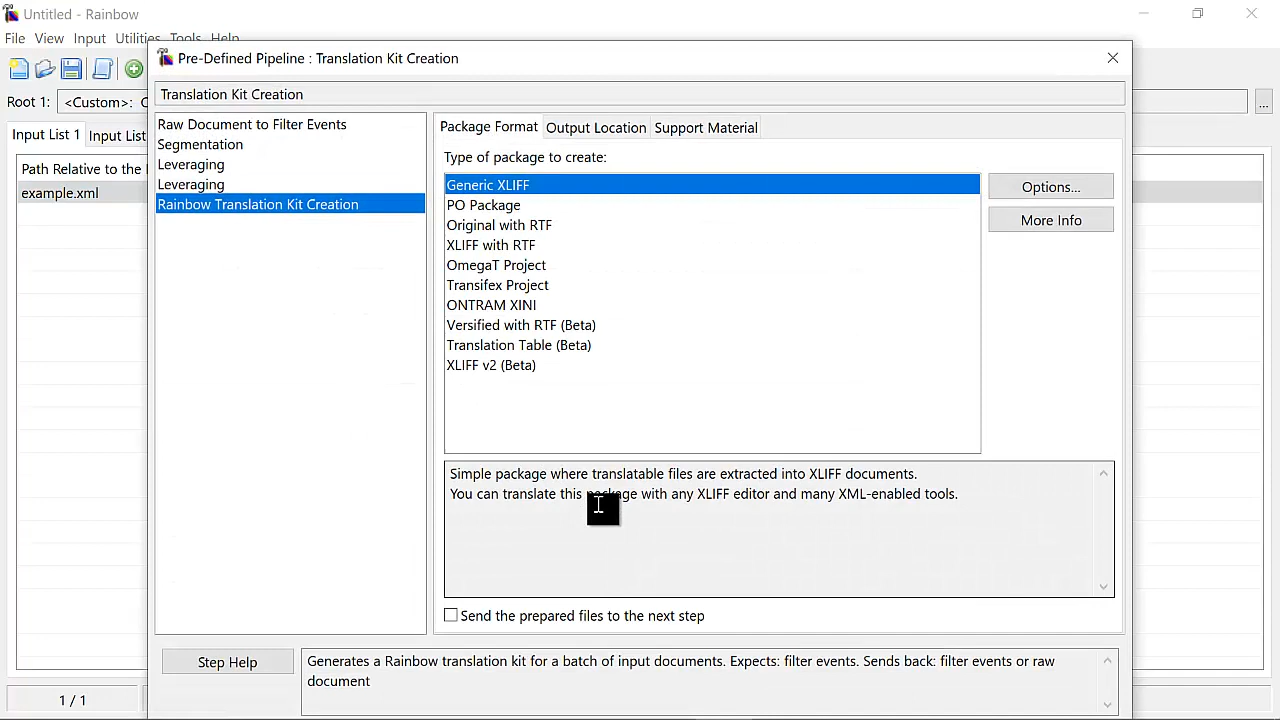 Untitled - Rainbow
File View Input Utilities Tools Help
Pre-Defined Pipeline : Translation Kit Creation
Root 1: <Custom>: C
...
Translation Kit Creation
Input List 1 Input List
Path Relative to the
example.xml
Raw Document to Filter Events
Segmentation
Leveraging
Leveraging
Rainbow Translation Kit Creation
Package Format Output Location Support Material
Type of package to create:
Generic XLIFF
PO Package
Original with RTF
XLIFF with RTF
OmegaT Project
Transifex Project
ONTRAM XINI
Versified with RTF (Beta)
Translation Table (Beta)
XLIFF v2 (Beta)
Options...
More Info
Simple package where translatable files are extracted into XLIFF documents.
You can translate this package with any XLIFF editor and many XML-enabled tools.
Send the prepared files to the next step
Step Help
Generates a Rainbow translation kit for a batch of input documents. Expects: filter events. Sends back: filter events or raw
document
1 / 1